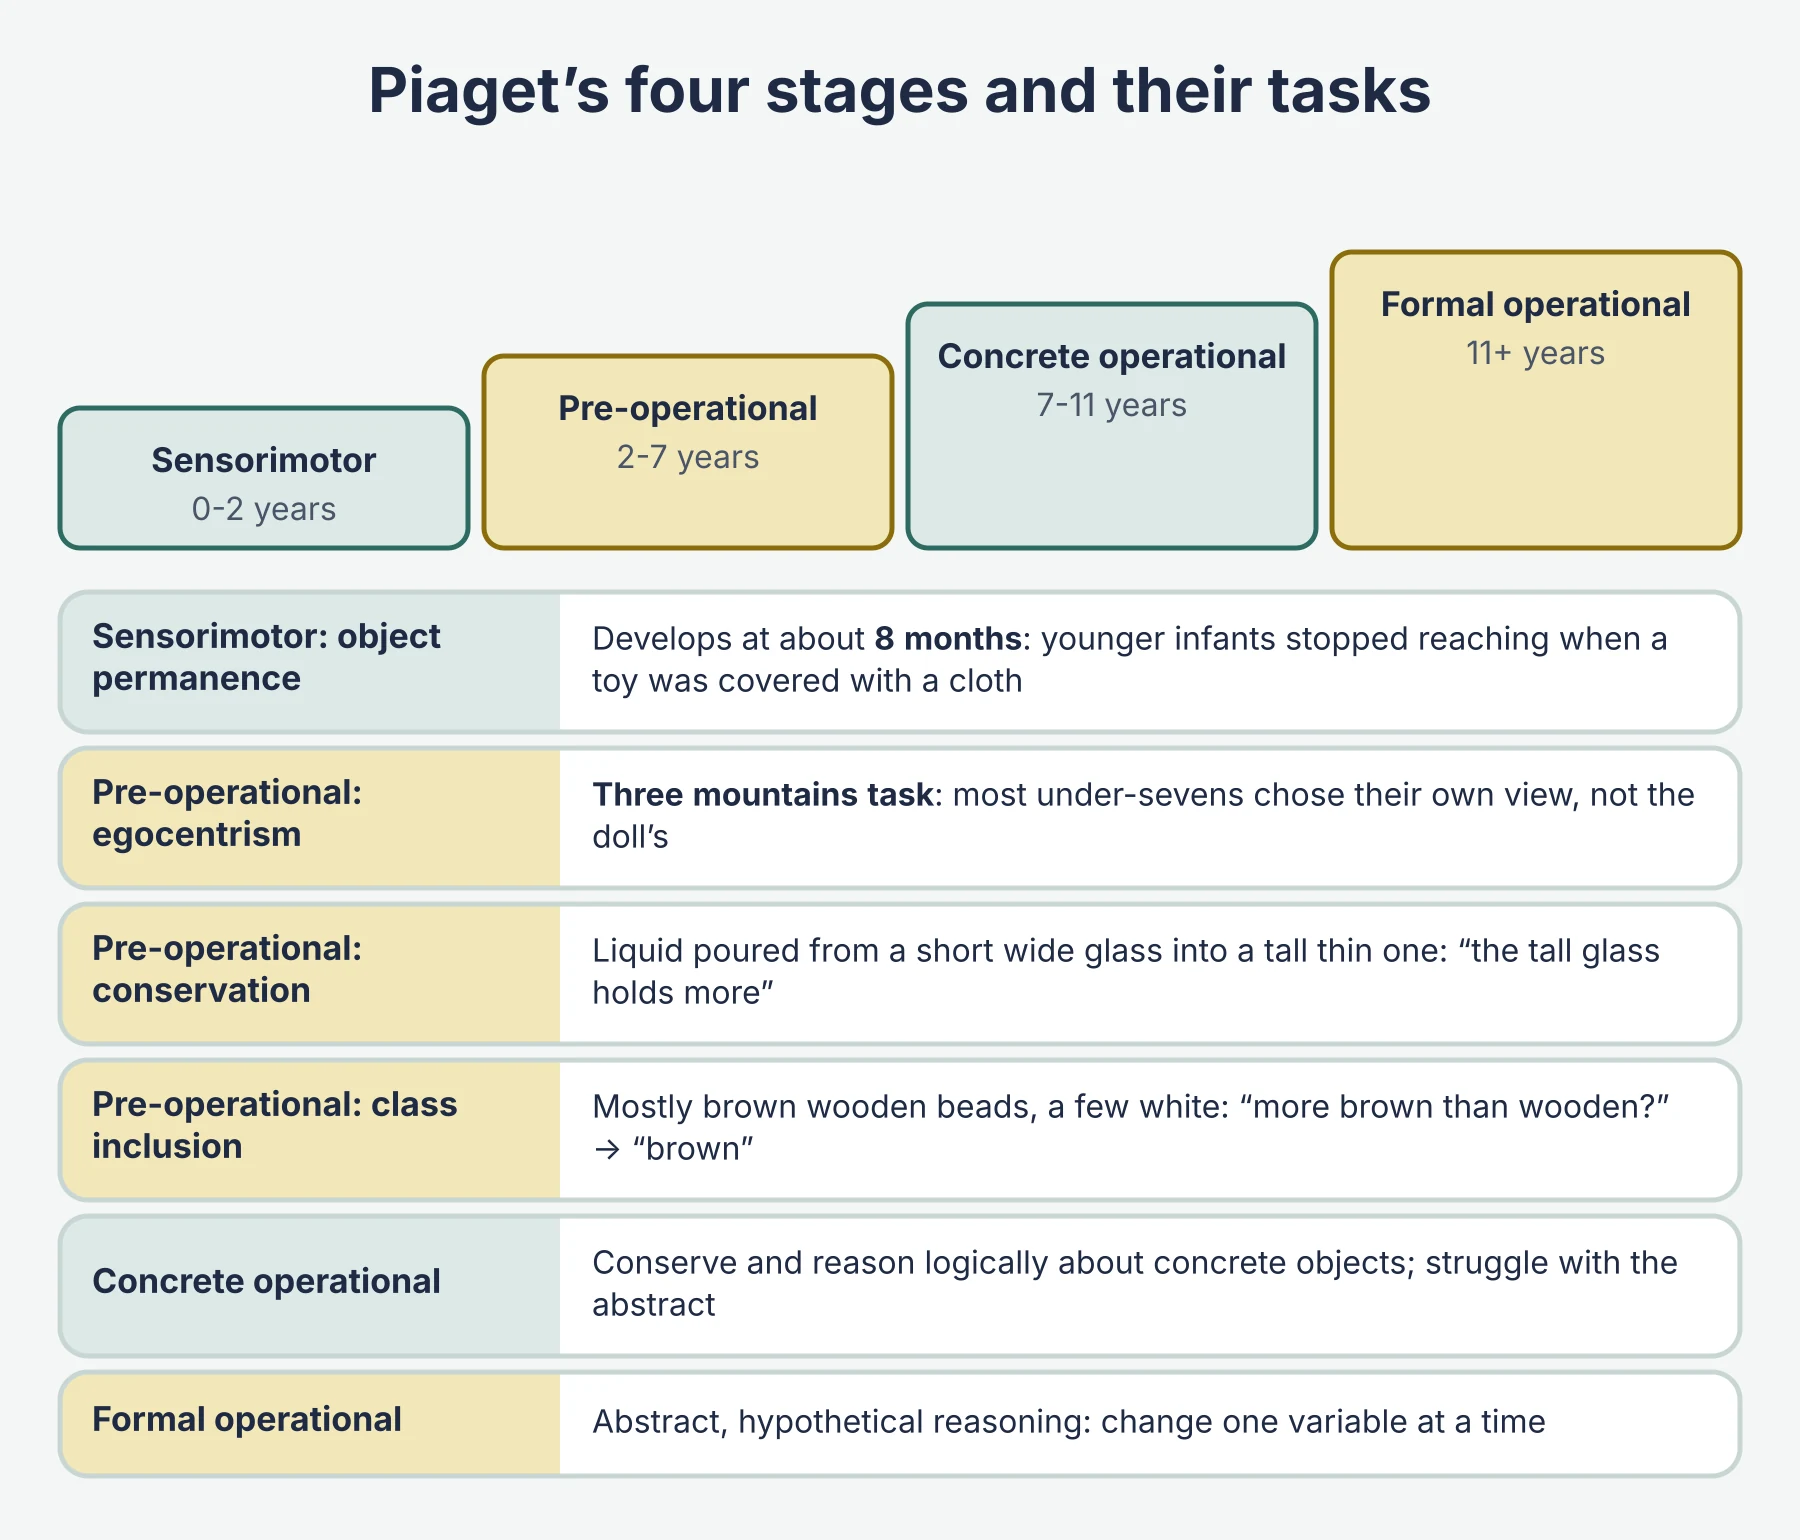 Piaget’s four stages and their tasks
Sensorimotor
0-2 years
Pre-operational
2-7 years
Concrete operational
7-11 years
Formal operational
11+ years
Sensorimotor: object
permanence
Develops at about 8 months: younger infants stopped reaching when a
toy was covered with a cloth
Pre-operational:
egocentrism
Three mountains task: most under-sevens chose their own view, not the
doll’s
Pre-operational:
conservation
Liquid poured from a short wide glass into a tall thin one: “the tall glass
holds more”
Pre-operational: class
inclusion
Mostly brown wooden beads, a few white: “more brown than wooden?”
→ “brown”
Concrete operational
Conserve and reason logically about concrete objects; struggle with the
abstract
Formal operational
Abstract, hypothetical reasoning: change one variable at a time